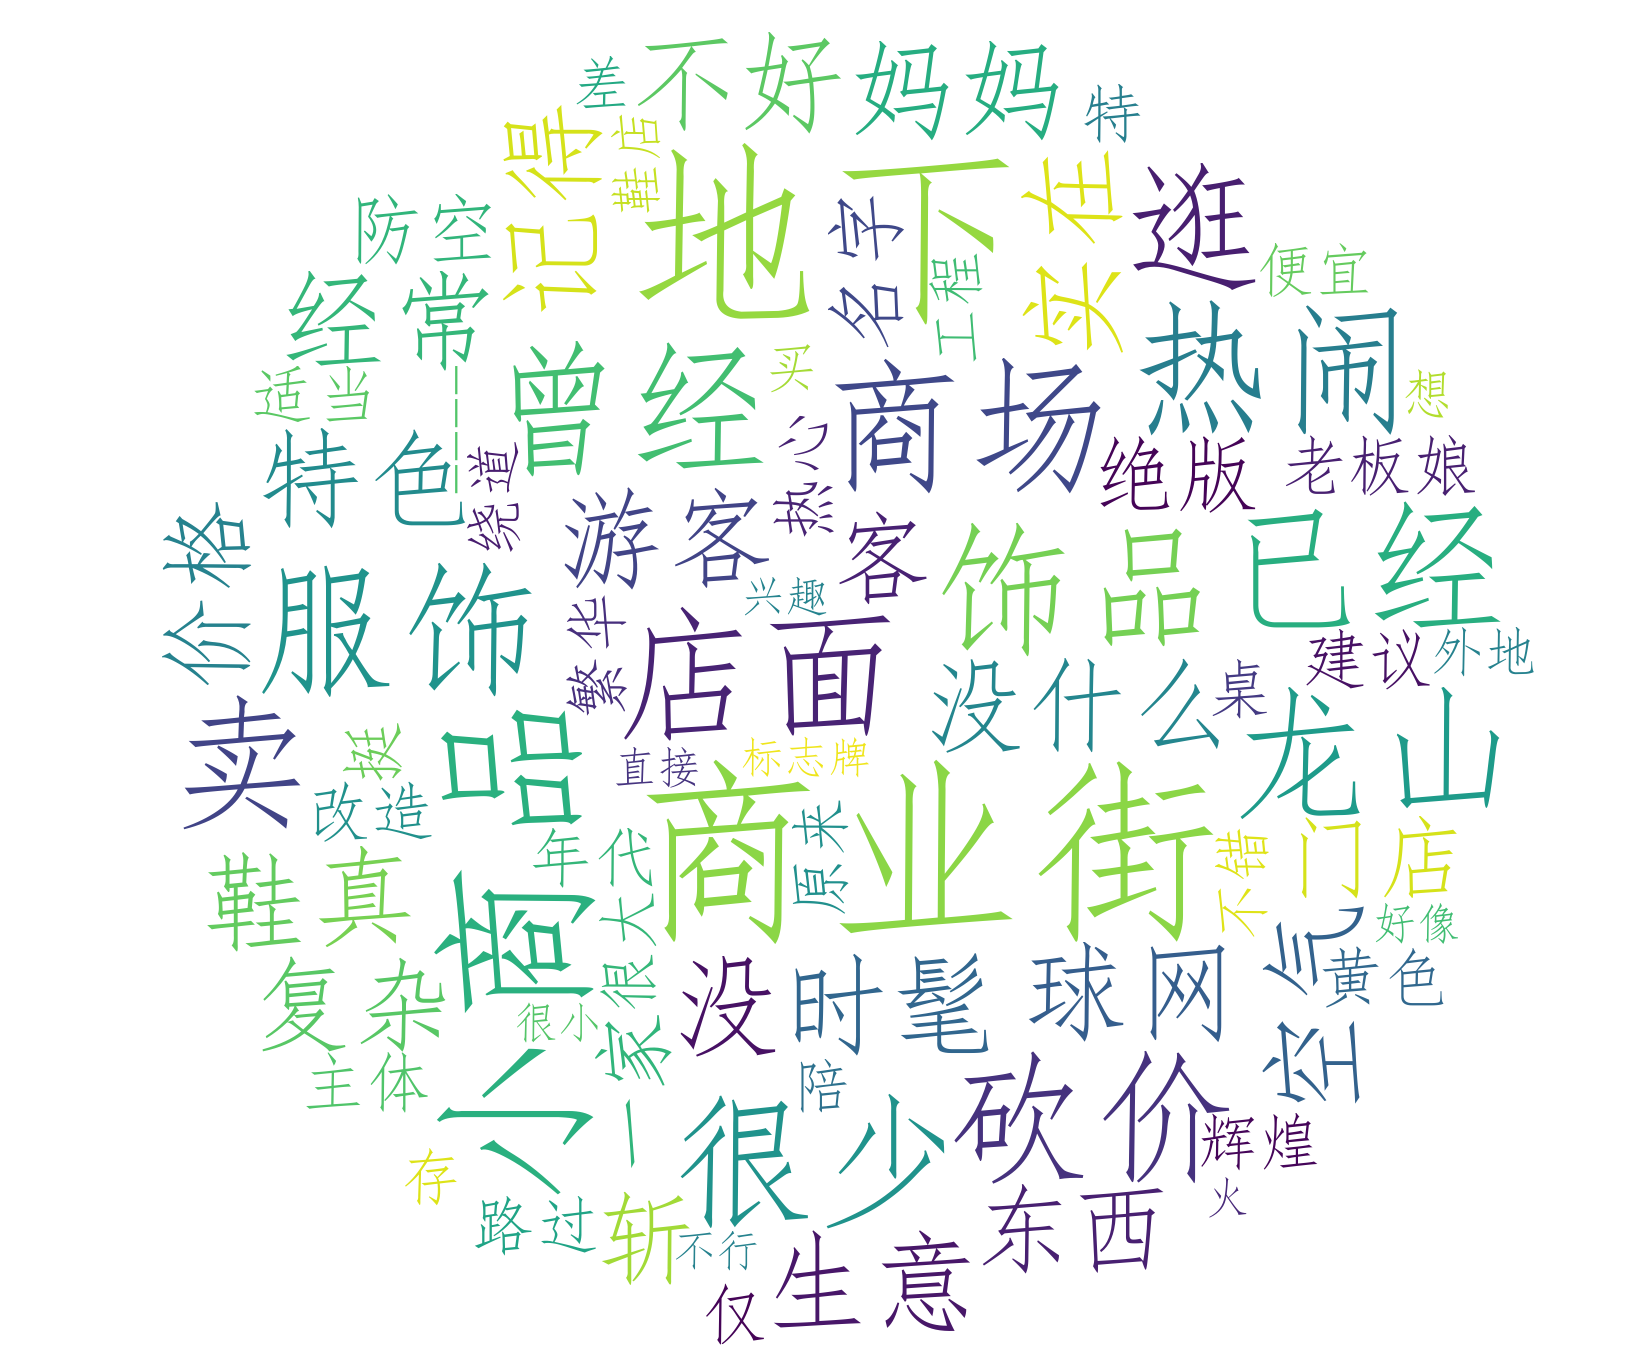 差
不好
妈妈
特
记得
鞋店
地下
名字
工程
实在
逛
防空
便宜
经常
曾经
买
商场
热闹
适当
一一一一
想
特色
绕道
热心
绝版
老板娘
价格
服饰
游客
客
饰品
已经
兴趣
繁华
店面
没什么
桌
建议
外地
卖
挺
小商品
直接
标志牌
龙山
改造
年代
商业街
原来
不错
门店
鞋真
一家很大
好像
复杂
很小
没
时髦
球网
空气
黄色
主体
陪
很少
砍价
辉煌
存
路过
斩
不行
东西
火
仅
生意